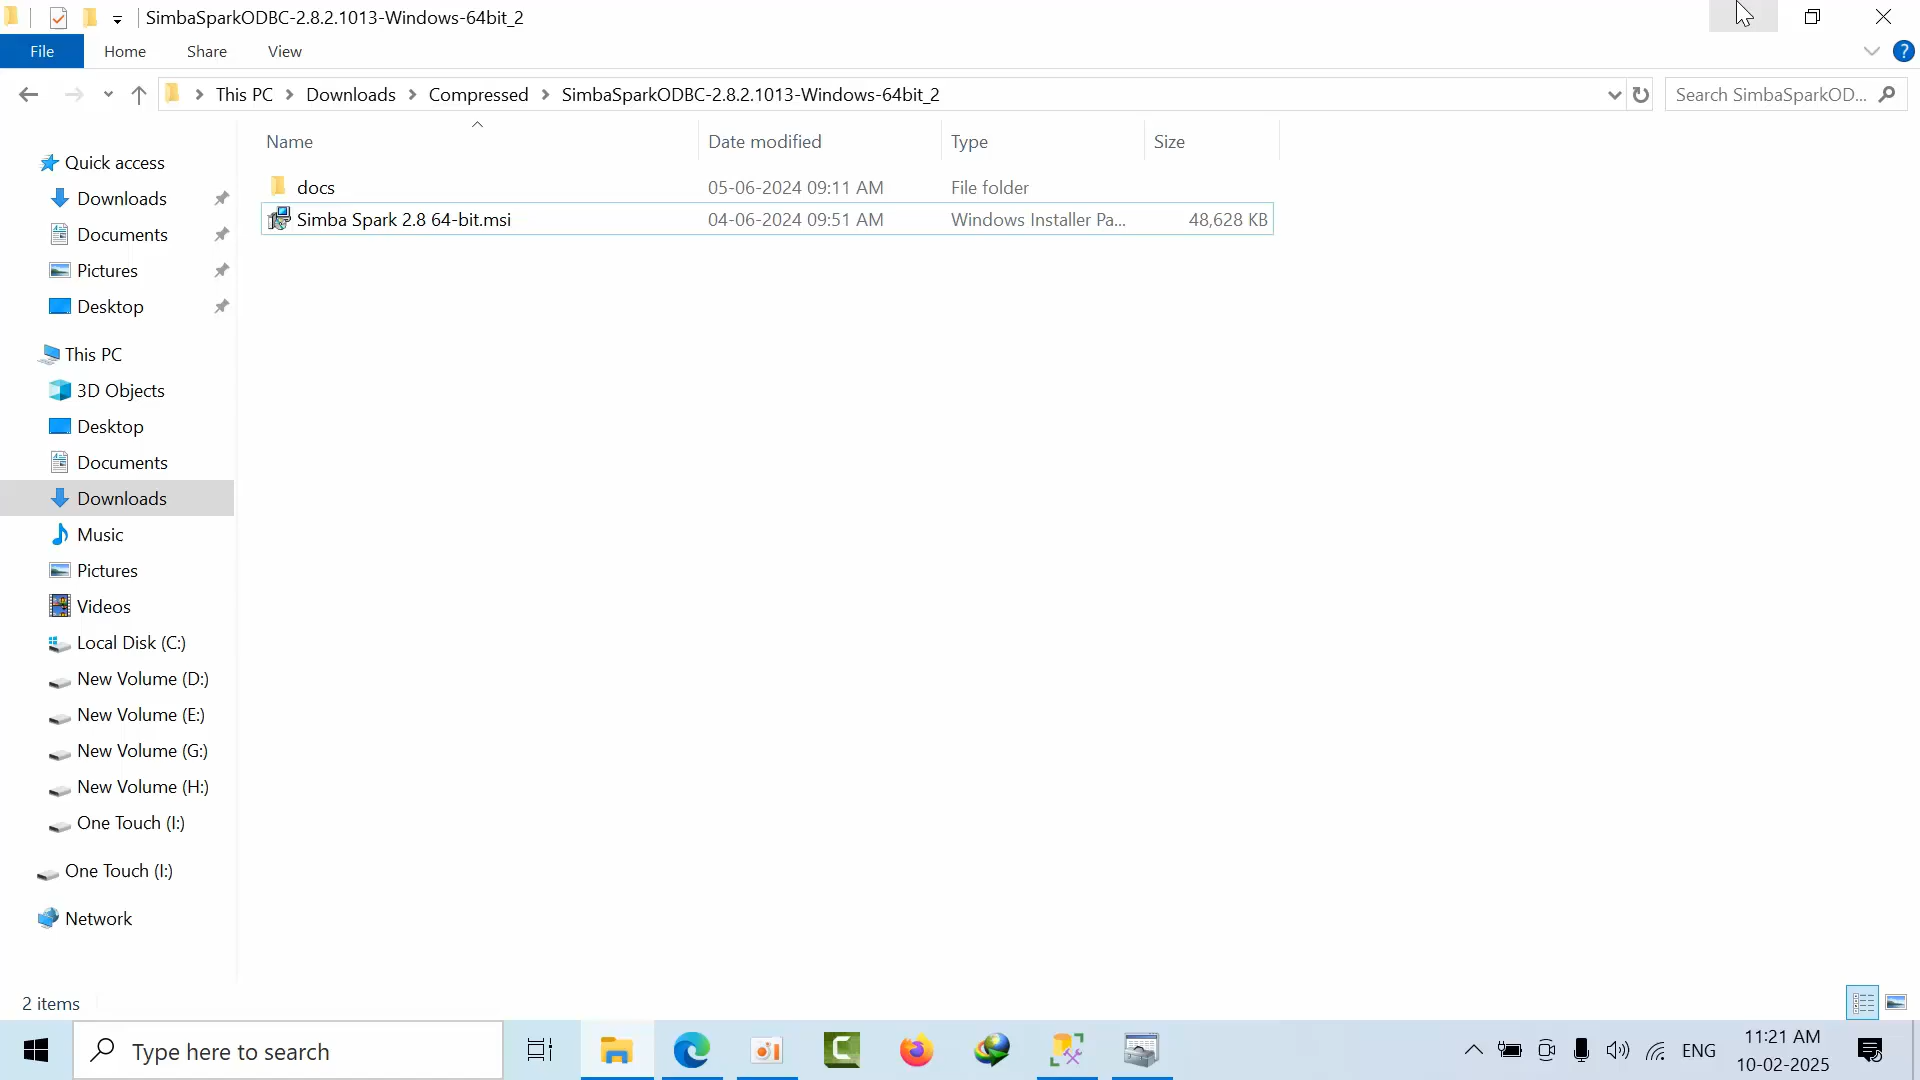 SimbaSparkODBC-2.8.2.1013-Windows-64bit_2
File Home Share View
This PC Downloads Compressed SimbaSparkODBC-2.8.2.1013-Windows-64bit_2
Search SimbaSparkOD...
Name Date modified Type Size
docs 05-06-2024 09:11 AM File folder
Simba Spark 2.8 64-bit.msi 04-06-2024 09:51 AM Windows Installer Pa... 48,628 KB
Quick access
Downloads
Documents
Pictures
Desktop
This PC
3D Objects
Desktop
Documents
Downloads
Music
Pictures
Videos
Local Disk (C:)
New Volume (D:)
New Volume (E:)
New Volume (G:)
New Volume (H:)
One Touch (I:)
One Touch (I:)
Network
2 items
Type here to search
ENG
11:21 AM
10-02-2025